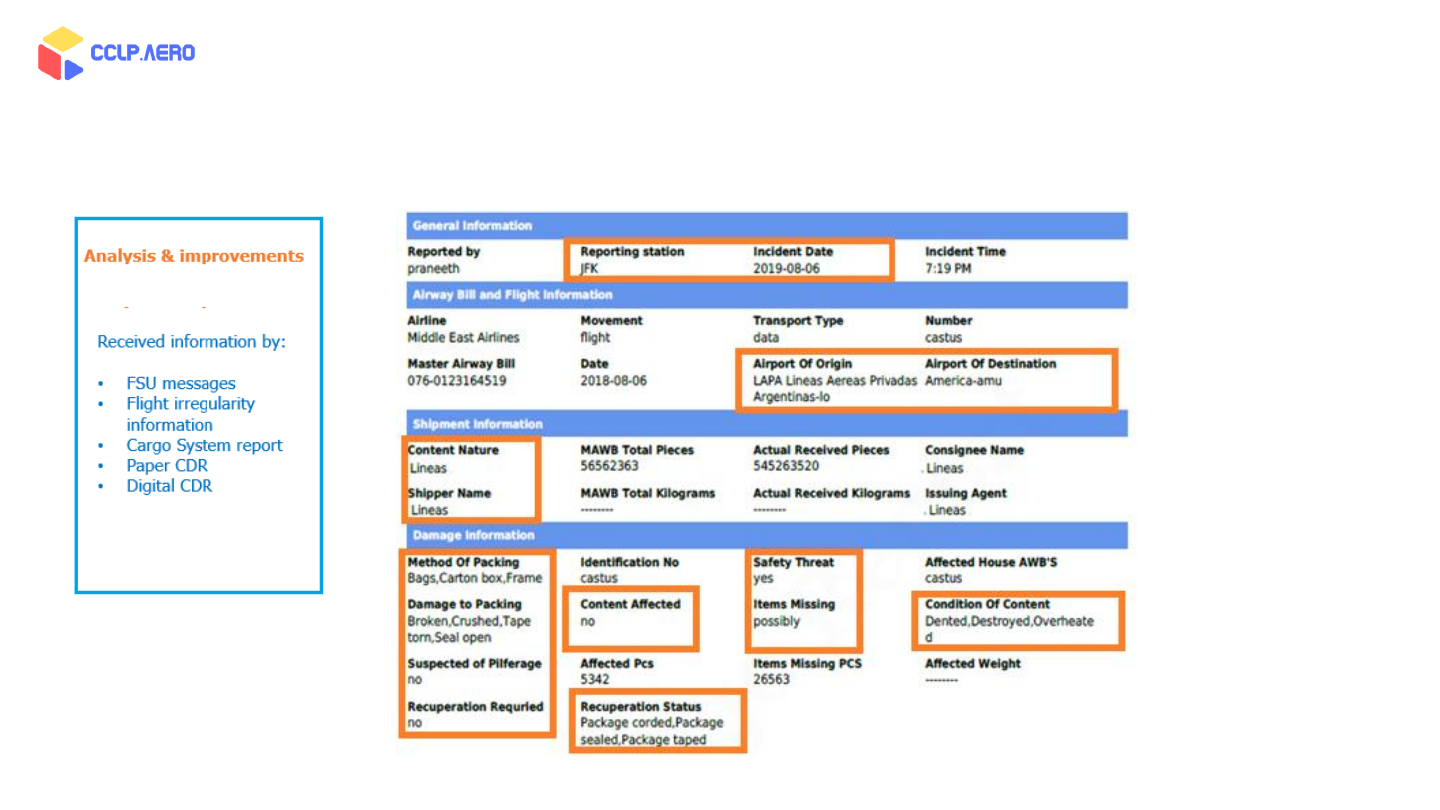 CCLP.AERO
Analysis & improvements
Received information by:
• FSU messages
• Flight irregularity
information
• Cargo System report
• Paper CDR
• Digital CDR
General Information
Reported by Reporting station Incident Date Incident Time
praneeth JFK 2019-08-06 7:19 PM
Airway Bill and Flight Information
Airline Movement Transport Type Number
Middle East Airlines flight data castus
Master Airway Bill Date Airport Of Origin Airport Of Destination
076-0123164519 2018-08-06 LAPA Lineas Aereas Privadas America-amu
Argentinas-lo
Shipment Information
Content Nature MAWB Total Pieces Actual Received Pieces Consignee Name
Lineas 56562363 545263520 . Lineas
Shipper Name MAWB Total Kilograms Actual Received Kilograms Issuing Agent
Lineas -------- -------- . Lineas
Damage Information
Method Of Packing Identification No Safety Threat Affected House AWB'S
Bags,Carton box,Frame castus yes castus
Damage to Packing Content Affected Items Missing Condition Of Content
Broken,Crushed,Tape no possibly Dented,Destroyed,Overheate
torn,Seal open d
Suspected of Pilferage Affected Pcs Items Missing PCS Affected Weight
no 5342 26563 --------
Recuperation Requried Recuperation Status
no Package corded,Package
sealed,Package taped